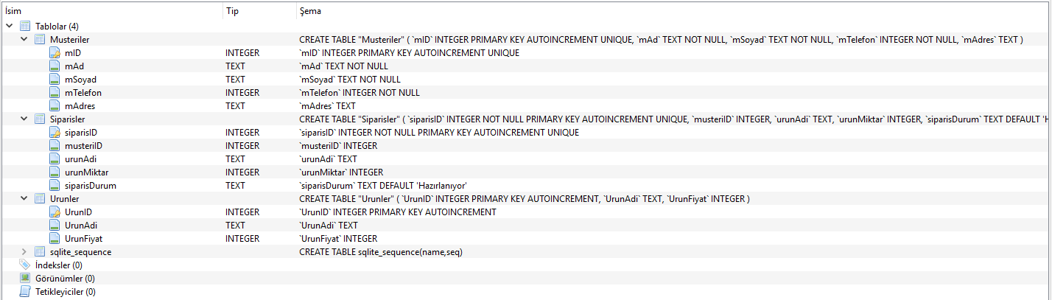 İsim Tip Şema
Tablolar (4)
Musteriler CREATE TABLE "Musteriler" ( `mID` INTEGER PRIMARY KEY AUTOINCREMENT UNIQUE, `mAd` TEXT NOT NULL, `mSoyad` TEXT NOT NULL, `mTelefon` INTEGER NOT NULL, `mAdres` TEXT )
mID INTEGER `mID` INTEGER PRIMARY KEY AUTOINCREMENT UNIQUE
mAd TEXT `mAd` TEXT NOT NULL
mSoyad TEXT `mSoyad` TEXT NOT NULL
mTelefon INTEGER `mTelefon` INTEGER NOT NULL
mAdres TEXT `mAdres` TEXT
Siparisler CREATE TABLE "Siparisler" ( `siparisID` INTEGER NOT NULL PRIMARY KEY AUTOINCREMENT UNIQUE, `musteriID` INTEGER, `urunAdi` TEXT, `urunMiktar` INTEGER, `siparisDurum` TEXT DEFAULT 'H
siparisID INTEGER `siparisID` INTEGER NOT NULL PRIMARY KEY AUTOINCREMENT UNIQUE
musteriID INTEGER `musteriID` INTEGER
urunAdi TEXT `urunAdi` TEXT
urunMiktar INTEGER `urunMiktar` INTEGER
siparisDurum TEXT `siparisDurum` TEXT DEFAULT 'Hazırlanıyor'
Urunler CREATE TABLE "Urunler" ( `UrunID` INTEGER PRIMARY KEY AUTOINCREMENT, `UrunAdi` TEXT, `UrunFiyat` INTEGER )
UrunID INTEGER `UrunID` INTEGER PRIMARY KEY AUTOINCREMENT
UrunAdi TEXT `UrunAdi` TEXT
UrunFiyat INTEGER `UrunFiyat` INTEGER
sqlite_sequence CREATE TABLE sqlite_sequence(name,seq)
İndeksler (0)
Görünümler (0)
Tetikleyiciler (0)